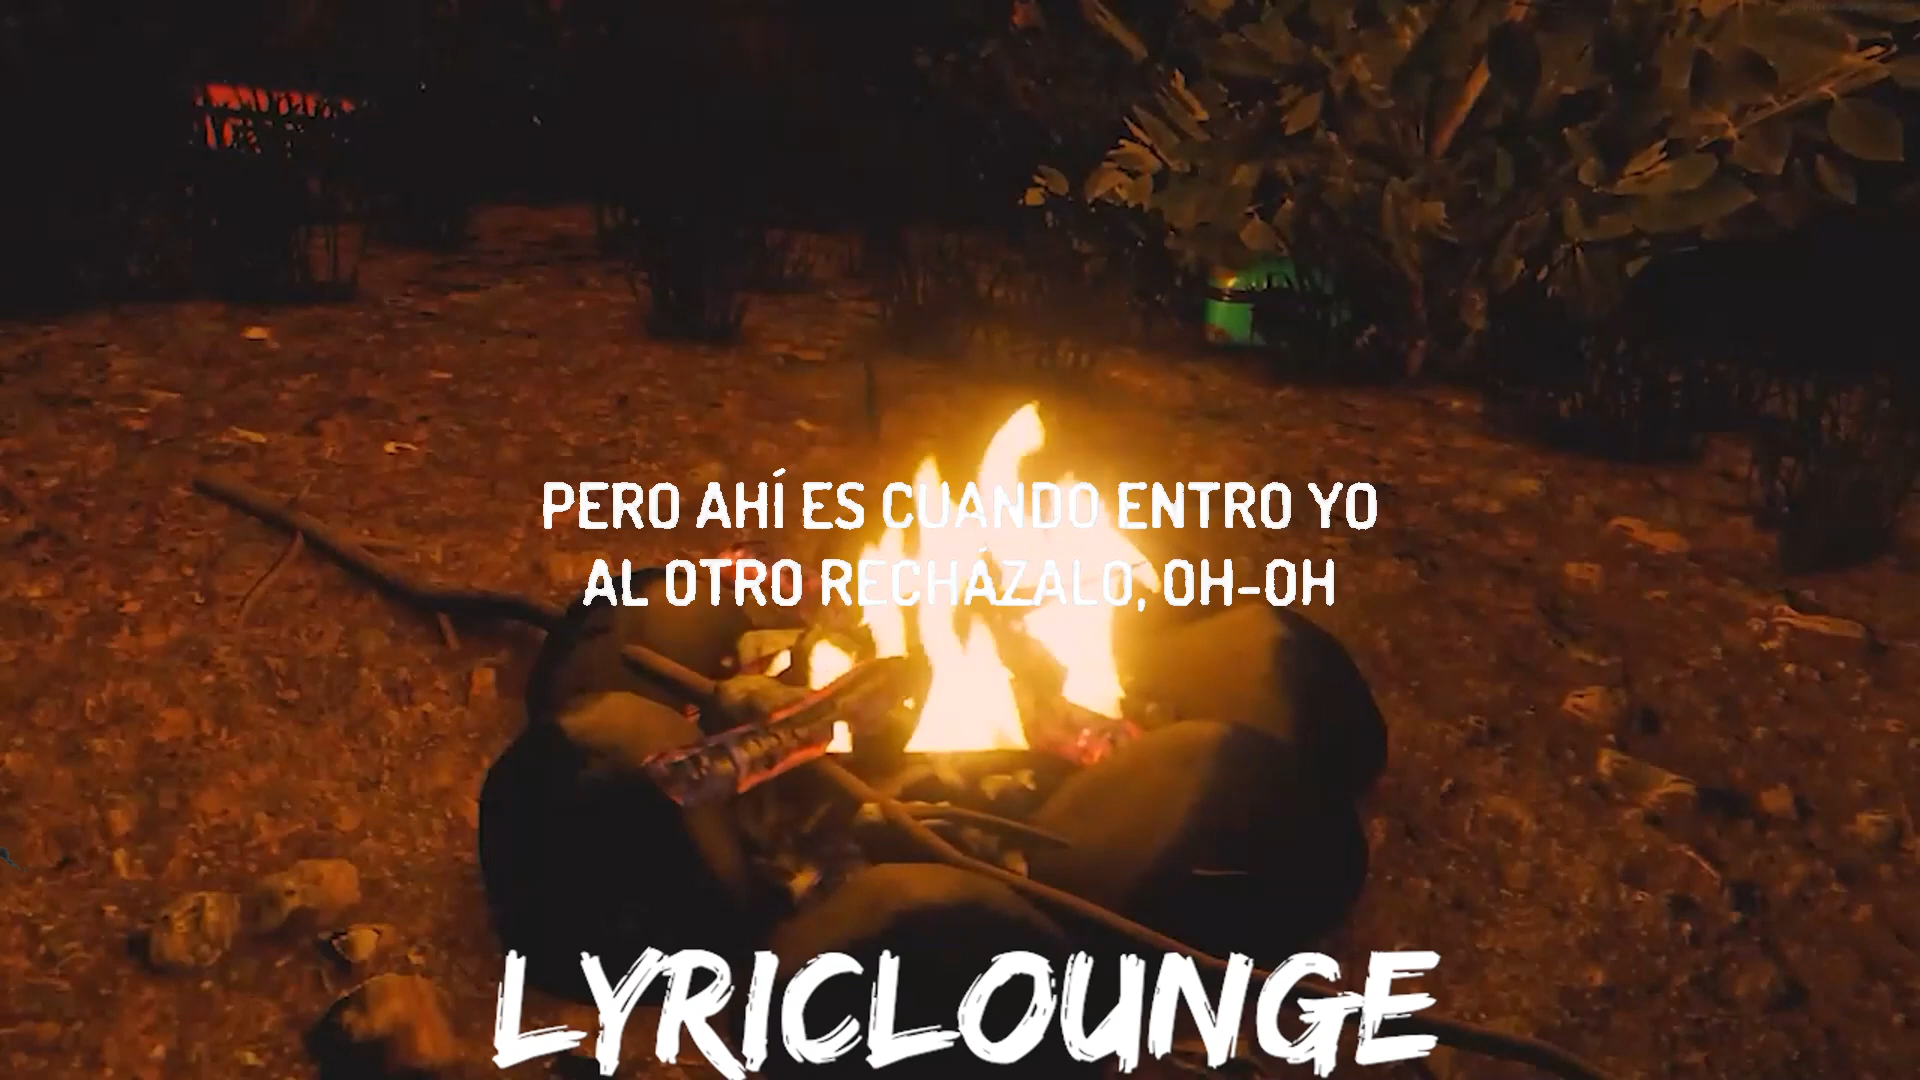 PERO AHÍ ES CUANDO ENTRO YO
AL OTRO RECHÁZALO, OH-OH
LYRICLOUNGE